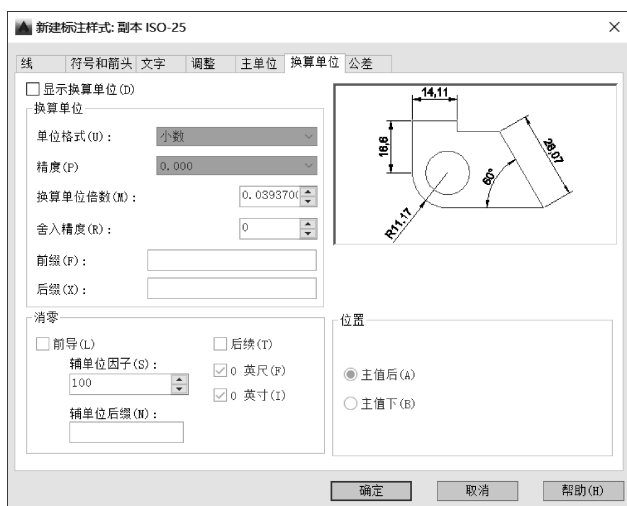 新建标注样式: 副本 ISO-25
线 符号和箭头 文字 调整 主单位 换算单位 公差
显示换算单位(D)
换算单位
单位格式(U): 小数
精度(P) 0.000
换算单位倍数(M): 0.039370
舍入精度(R): 0
前缀(F):
后缀(X):
14,11
16,6
28,07
60°
R11,17
消零
前导(L)
辅单位因子(S):
100
辅单位后缀(N):
后续(T)
0 英尺(F)
0 英寸(I)
位置
主值后(A)
主值下(B)
确定 取消 帮助(H)